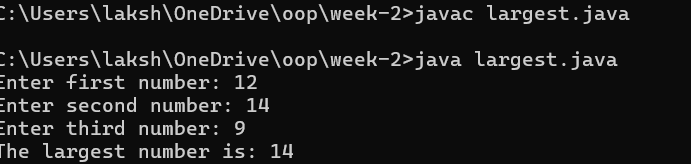 C:\Users\laksh\OneDrive\oop\week-2>javac largest.java
C:\Users\laksh\OneDrive\oop\week-2>java largest.java
Enter first number: 12
Enter second number: 14
Enter third number: 9
The largest number is: 14